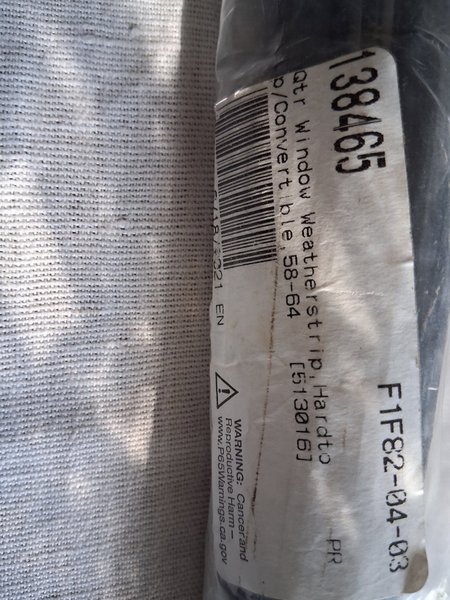 138465
Qtr Window Weatherstrip,Hardto
p/Convertible,58-64
[513016]
PR
F1F82-04-03
EN
WARNING: Cancer and
Reproductive Harm –
www.P65Warnings.ca.gov